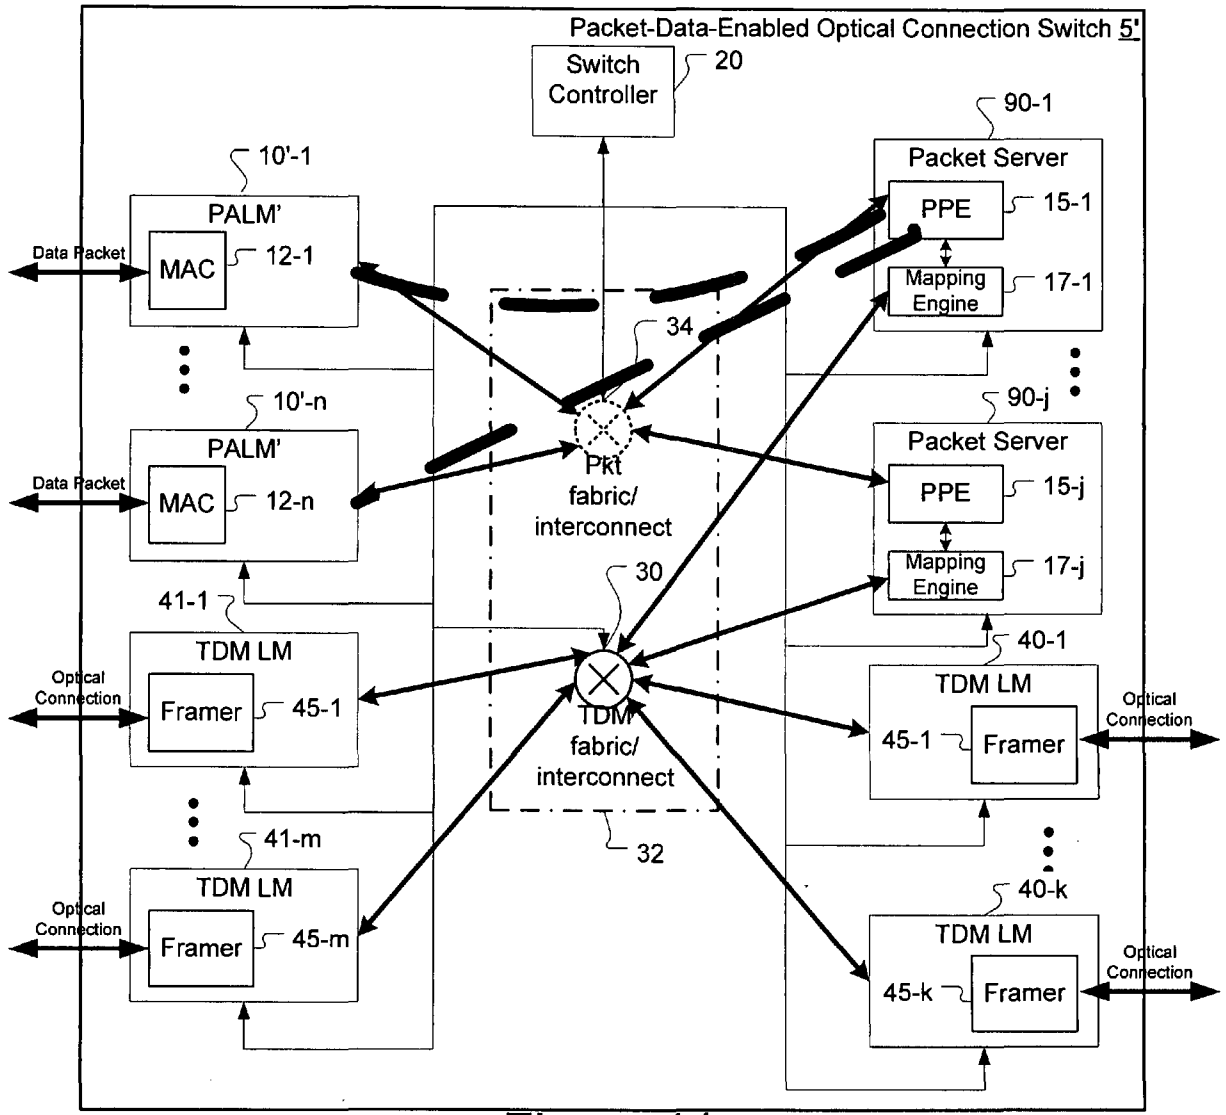 Packet-Data-Enabled Optical Connection Switch 5'
Switch
Controller
20
90-1
Packet Server
PPE
15-1
Mapping
Engine
17-1
10'-1
PALM'
MAC
12-1
Data Packet
34
Pkt
fabric/
interconnect
10'-n
PALM'
MAC
12-n
Data Packet
90-j
Packet Server
PPE
15-j
Mapping
Engine
17-j
30
TDM
fabric/
interconnect
32
41-1
TDM LM
Framer
45-1
Optical
Connection
40-1
TDM LM
45-1
Framer
Optical
Connection
41-m
TDM LM
Framer
45-m
Optical
Connection
40-k
TDM LM
45-k
Framer
Optical
Connection